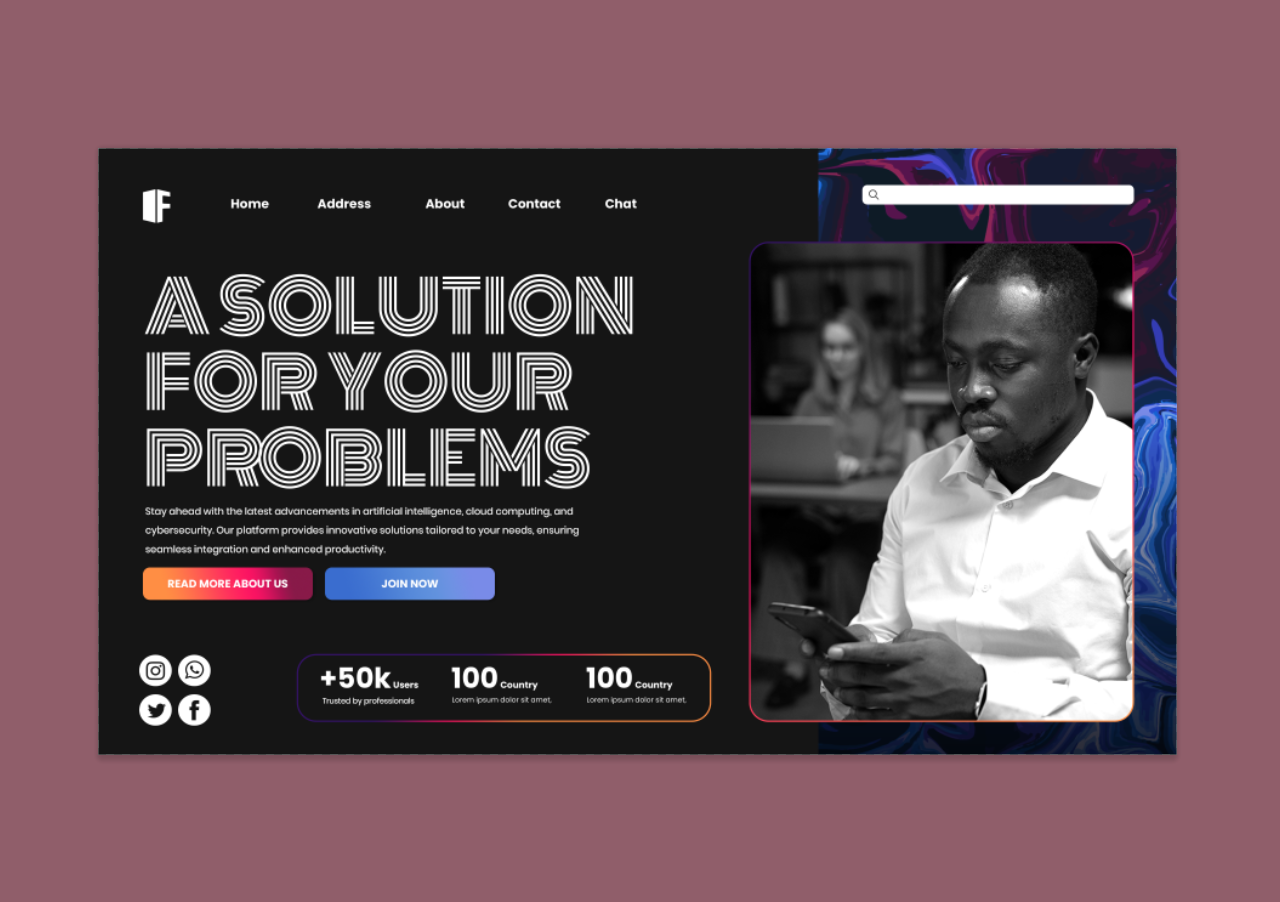 F
Home Address About Contact Chat
A SOLUTION
FOR YOUR
PROBLEMS
Stay ahead with the latest advancements in artificial intelligence, cloud computing, and
cybersecurity. Our platform provides innovative solutions tailored to your needs, ensuring
seamless integration and enhanced productivity.
READ MORE ABOUT US JOIN NOW
+50k Users 100 Country 100 Country
Trusted by professionals Lorem ipsum dolor sit amet, Lorem ipsum dolor sit amet,